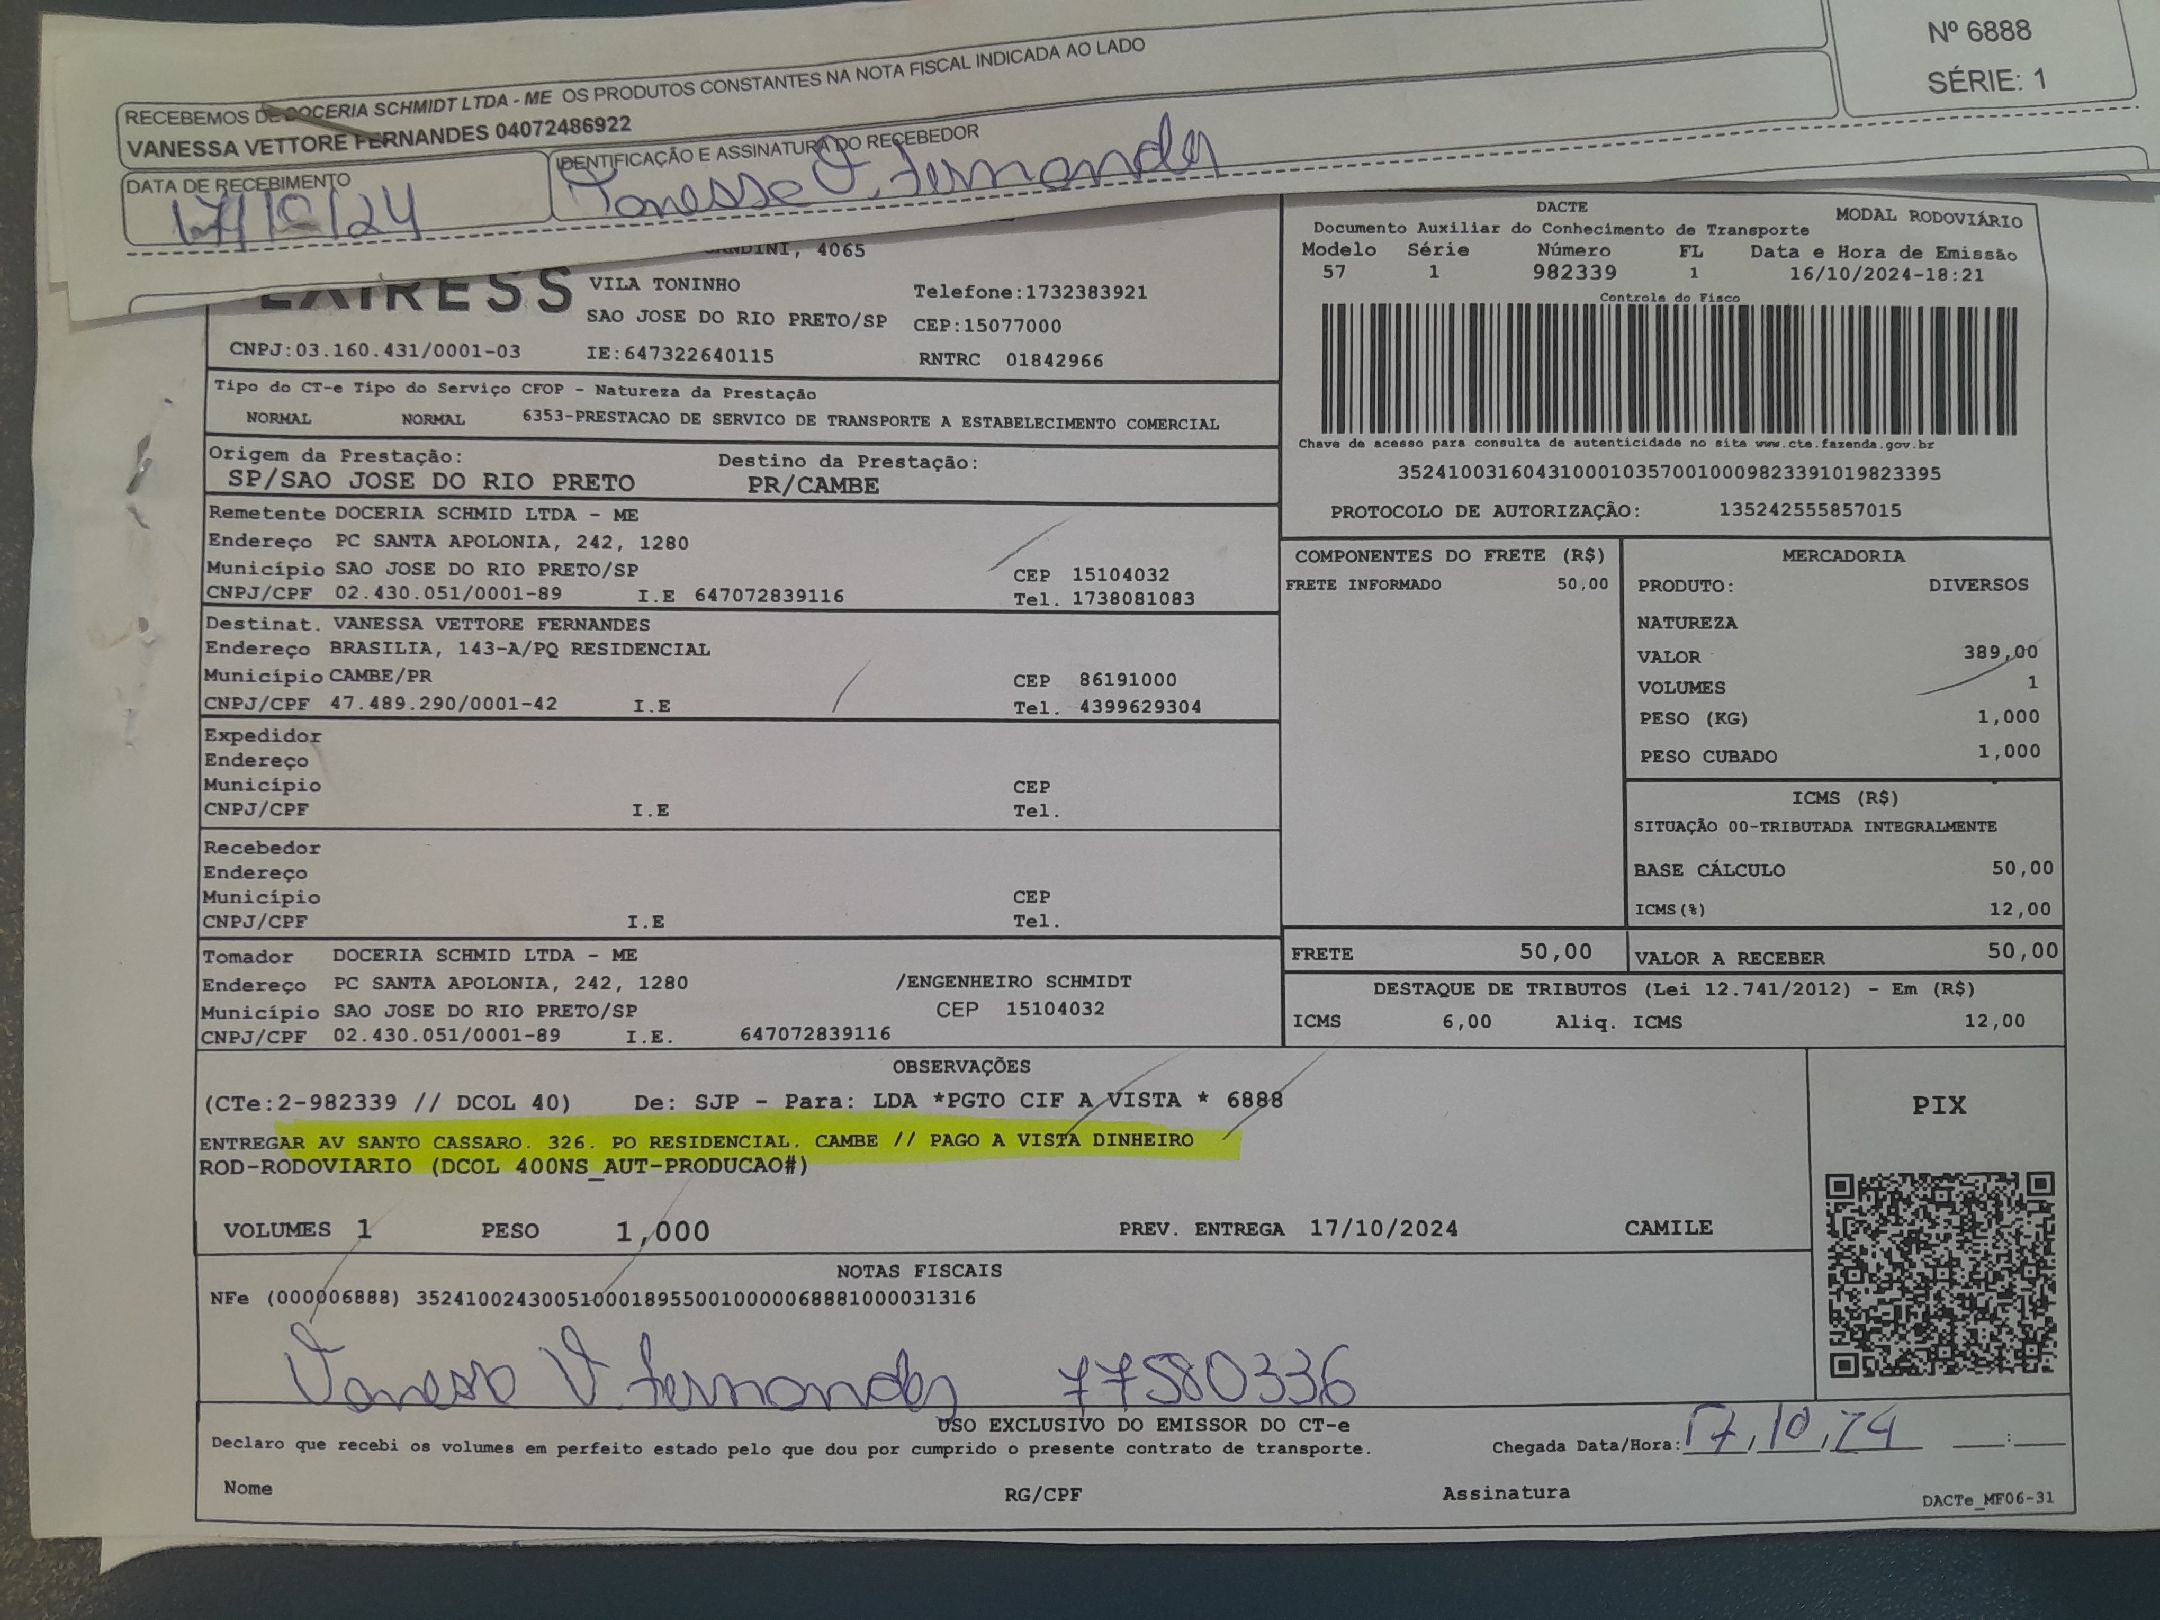 Nº 6888
SÉRIE: 1
RECEBEMOS DE DOCERIA SCHMIDT LTDA - ME OS PRODUTOS CONSTANTES NA NOTA FISCAL INDICADA AO LADO
VANESSA VETTORE FERNANDES 04072486922
DATA DE RECEBIMENTO
17/10/24
IDENTIFICAÇÃO E ASSINATURA DO RECEBEDOR
Vanessa V. Fernandes
4065
VILA TONINHO
Telefone:1732383921
SAO JOSE DO RIO PRETO/SP CEP:15077000
CNPJ:03.160.431/0001-03 IE:647322640115 RNTRC 01842966
DACTE MODAL RODOVIÁRIO
Documento Auxiliar do Conhecimento de Transporte
Modelo Série Número FL Data e Hora de Emissão
57 1 982339 1 16/10/2024-18:21
Controle do Fisco
Chave de acesso para consulta de autenticidade no site www.cte.fazenda.gov.br
35241003160431000103570010009823391019823395
PROTOCOLO DE AUTORIZAÇÃO: 135242555857015
Tipo do CT-e Tipo do Serviço CFOP - Natureza da Prestação
NORMAL NORMAL 6353-PRESTACAO DE SERVICO DE TRANSPORTE A ESTABELECIMENTO COMERCIAL
Origem da Prestação: Destino da Prestação:
SP/SAO JOSE DO RIO PRETO PR/CAMBE
Remetente DOCERIA SCHMID LTDA - ME
Endereço PC SANTA APOLONIA, 242, 1280
Município SAO JOSE DO RIO PRETO/SP CEP 15104032
CNPJ/CPF 02.430.051/0001-89 I.E 647072839116 Tel. 1738081083
Destinat. VANESSA VETTORE FERNANDES
Endereço BRASILIA, 143-A/PQ RESIDENCIAL
Município CAMBE/PR CEP 86191000
CNPJ/CPF 47.489.290/0001-42 I.E Tel. 4399629304
Expedidor
Endereço
Município CEP
CNPJ/CPF I.E Tel.
Recebedor
Endereço
Município CEP
CNPJ/CPF I.E Tel.
Tomador DOCERIA SCHMID LTDA - ME
Endereço PC SANTA APOLONIA, 242, 1280 /ENGENHEIRO SCHMIDT
Município SAO JOSE DO RIO PRETO/SP CEP 15104032
CNPJ/CPF 02.430.051/0001-89 I.E. 647072839116
COMPONENTES DO FRETE (R$)
FRETE INFORMADO 50,00
MERCADORIA
PRODUTO: DIVERSOS
NATUREZA
VALOR 389,00
VOLUMES 1
PESO (KG) 1,000
PESO CUBADO 1,000
ICMS (R$)
SITUAÇÃO 00-TRIBUTADA INTEGRALMENTE
BASE CÁLCULO 50,00
ICMS(%) 12,00
FRETE 50,00 VALOR A RECEBER 50,00
DESTAQUE DE TRIBUTOS (Lei 12.741/2012) - Em (R$)
ICMS 6,00 Aliq. ICMS 12,00
OBSERVAÇÕES
(CTe:2-982339 // DCOL 40) De: SJP - Para: LDA *PGTO CIF A VISTA * 6888
ENTREGAR AV SANTO CASSARO. 326. PQ RESIDENCIAL. CAMBE // PAGO A VISTA DINHEIRO
ROD-RODOVIARIO (DCOL 400NS_AUT-PRODUCAO#)
VOLUMES 1 PESO 1,000 PREV. ENTREGA 17/10/2024 CAMILE
PIX
NOTAS FISCAIS
NFe (000006888) 35241002430051000189550010000068881000031316
Vanessa V Fernandes 77580336
USO EXCLUSIVO DO EMISSOR DO CT-e
Declaro que recebi os volumes em perfeito estado pelo que dou por cumprido o presente contrato de transporte. Chegada Data/Hora: 17,10,24 :
Nome RG/CPF Assinatura DACTe_MF06-31